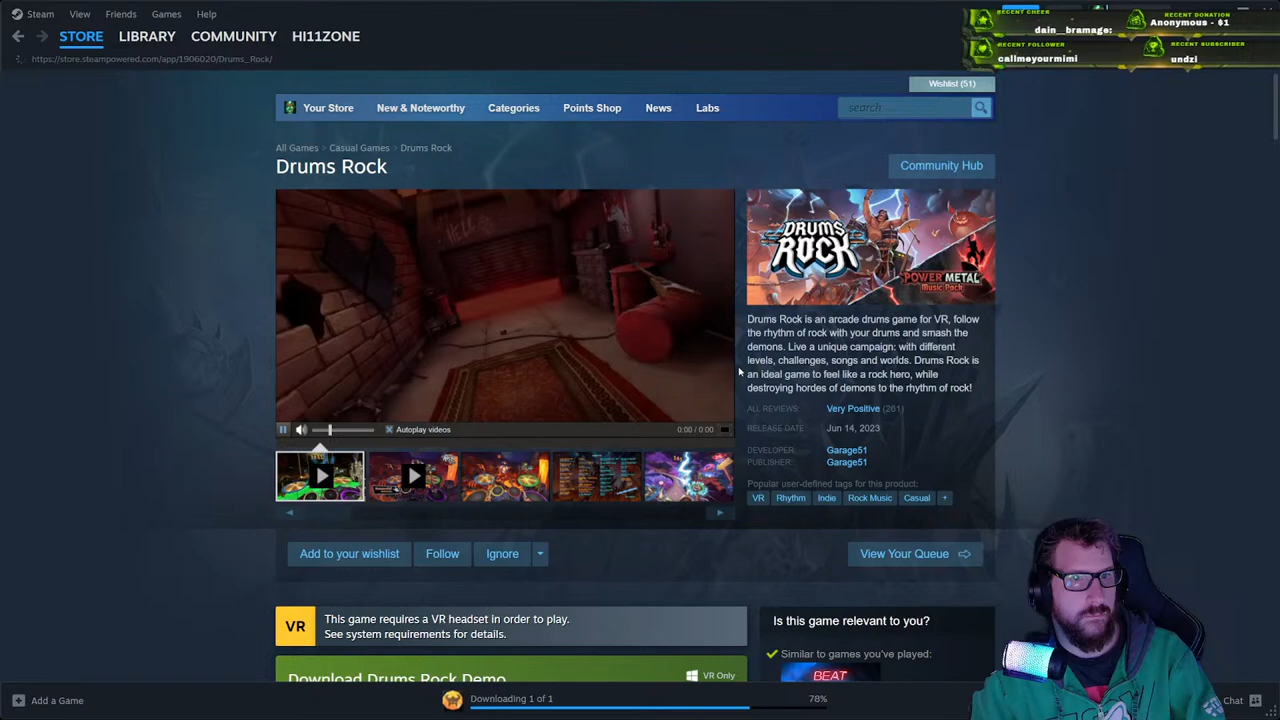 Steam View Friends Games Help
STORE LIBRARY COMMUNITY HI11ZONE
https://store.steampowered.com/app/1906020/Drums_Rock/
RECENT CHEER
dain__bramage:
RECENT DONATION
Anonymous - $1
RECENT FOLLOWER
callmeyourmimi
RECENT SUBSCRIBER
undzi
Wishlist (51)
Your Store New & Noteworthy Categories Points Shop News Labs
search
All Games > Casual Games > Drums Rock
Drums Rock
Community Hub
DRUMS
ROCK
POWER METAL
Music Pack
Drums Rock is an arcade drums game for VR, follow
the rhythm of rock with your drums and smash the
demons. Live a unique campaign: with different
levels, challenges, songs and worlds. Drums Rock is
an ideal game to feel like a rock hero, while
destroying hordes of demons to the rhythm of rock!
ALL REVIEWS: Very Positive (261)
RELEASE DATE: Jun 14, 2023
DEVELOPER: Garage51
PUBLISHER: Garage51
Popular user-defined tags for this product:
VR Rhythm Indie Rock Music Casual +
Autoplay videos 0:00 / 0:00
Add to your wishlist Follow Ignore
View Your Queue
VR
This game requires a VR headset in order to play.
See system requirements for details.
Is this game relevant to you?
Similar to games you've played:
BEAT
Download Drums Rock Demo
VR Only
Add a Game
Downloading 1 of 1 78%
Chat